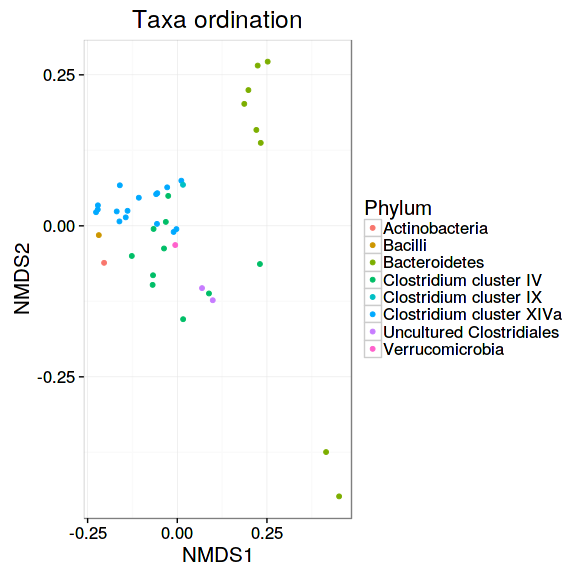 Taxa ordination
0.25
0.00
-0.25
NMDS2
-0.25 0.00 0.25
NMDS1
Phylum
Actinobacteria
Bacilli
Bacteroidetes
Clostridium cluster IV
Clostridium cluster IX
Clostridium cluster XIVa
Uncultured Clostridiales
Verrucomicrobia